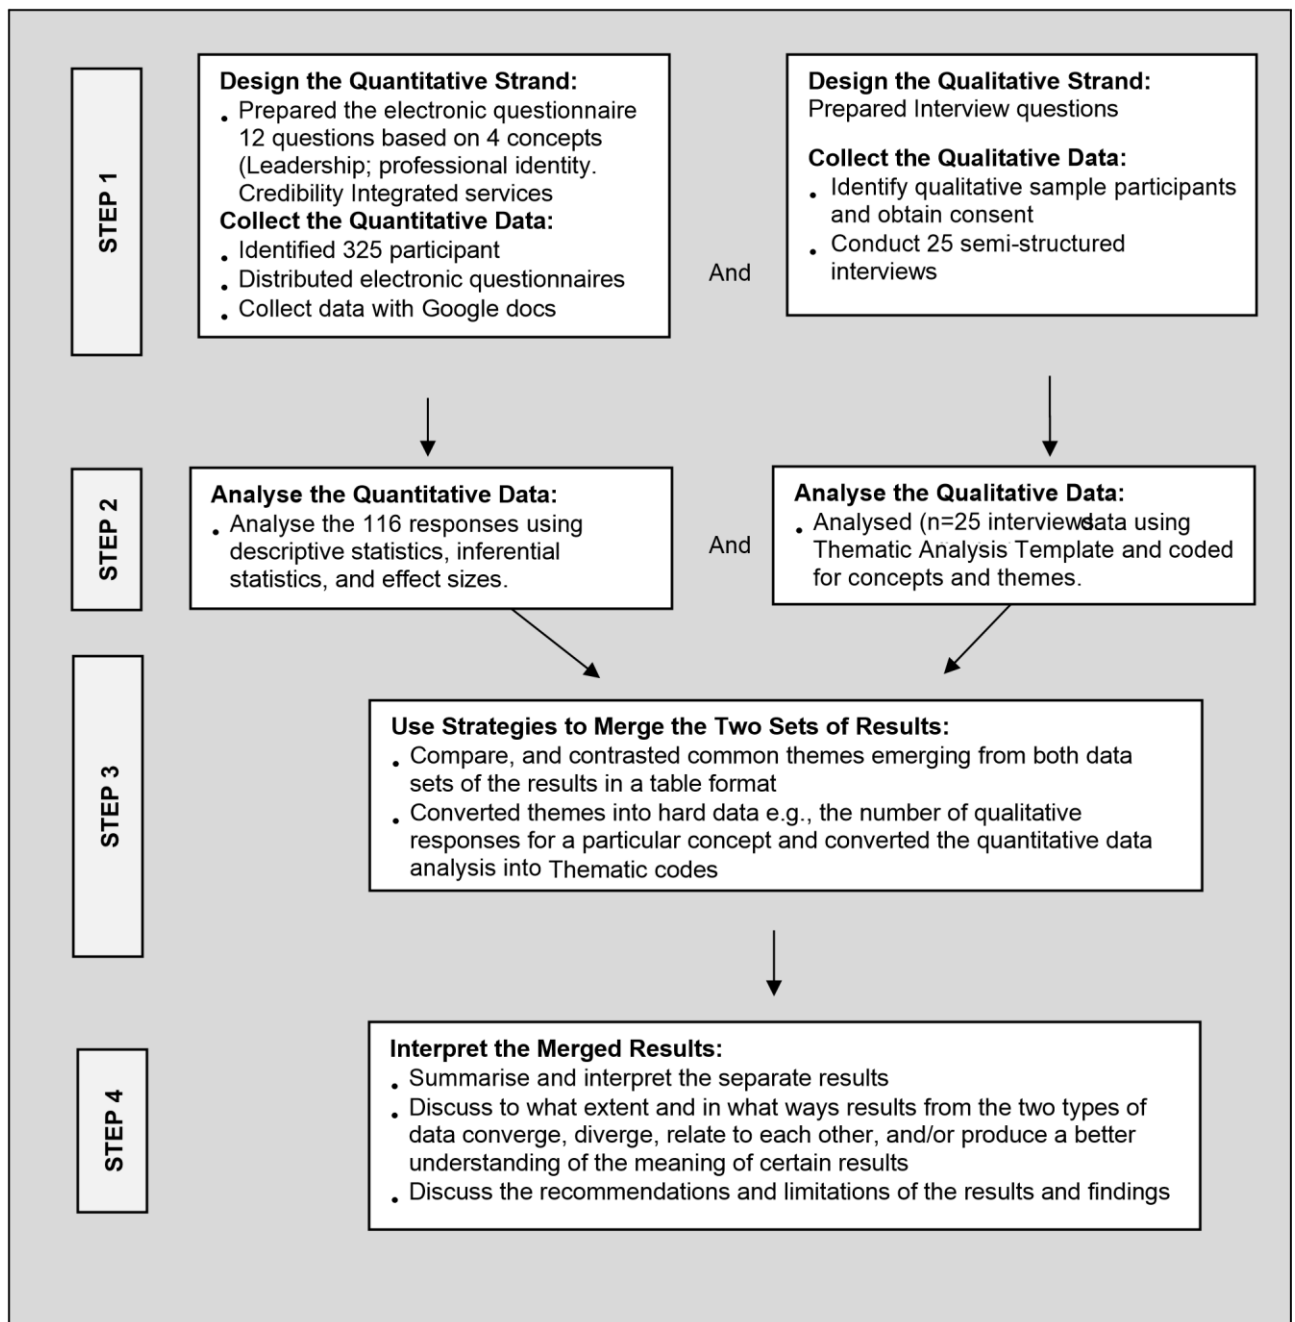 STEP 1
Design the Quantitative Strand:
• Prepared the electronic questionnaire
12 questions based on 4 concepts
(Leadership; professional identity.
Credibility Integrated services
Collect the Quantitative Data:
• Identified 325 participant
• Distributed electronic questionnaires
• Collect data with Google docs
And
Design the Qualitative Strand:
Prepared Interview questions
Collect the Qualitative Data:
• Identify qualitative sample participants
and obtain consent
• Conduct 25 semi-structured
interviews
STEP 2
Analyse the Quantitative Data:
• Analyse the 116 responses using
descriptive statistics, inferential
statistics, and effect sizes.
And
Analyse the Qualitative Data:
• Analysed (n=25 interviews data using
Thematic Analysis Template and coded
for concepts and themes.
STEP 3
Use Strategies to Merge the Two Sets of Results:
• Compare, and contrasted common themes emerging from both data
sets of the results in a table format
• Converted themes into hard data e.g., the number of qualitative
responses for a particular concept and converted the quantitative data
analysis into Thematic codes
STEP 4
Interpret the Merged Results:
• Summarise and interpret the separate results
• Discuss to what extent and in what ways results from the two types of
data converge, diverge, relate to each other, and/or produce a better
understanding of the meaning of certain results
• Discuss the recommendations and limitations of the results and findings